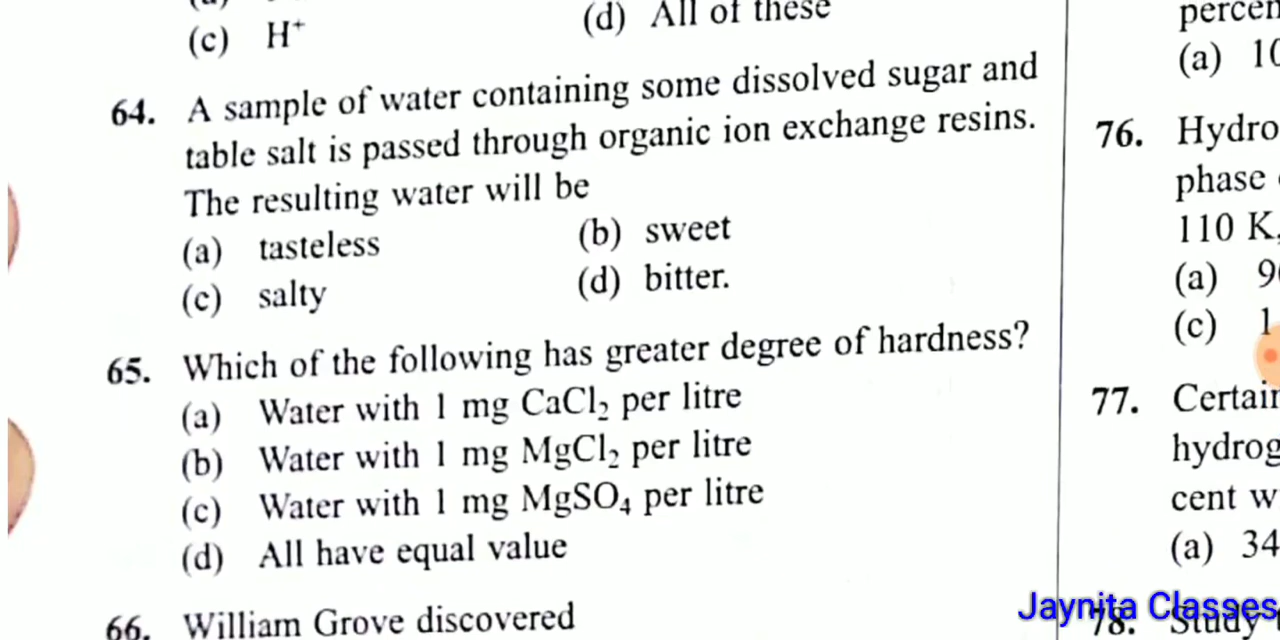 (c) H⁺ (d) All of these
64. A sample of water containing some dissolved sugar and
table salt is passed through organic ion exchange resins.
The resulting water will be
(a) tasteless (b) sweet
(c) salty (d) bitter.
65. Which of the following has greater degree of hardness?
(a) Water with 1 mg CaCl₂ per litre
(b) Water with 1 mg MgCl₂ per litre
(c) Water with 1 mg MgSO₄ per litre
(d) All have equal value
66. William Grove discovered
(a) 10
76. Hydro
phase
110 K,
(a)
(c) 1
77. Certain
hydrog
cent w
(a) 34
78. Study
Jaynita Classes